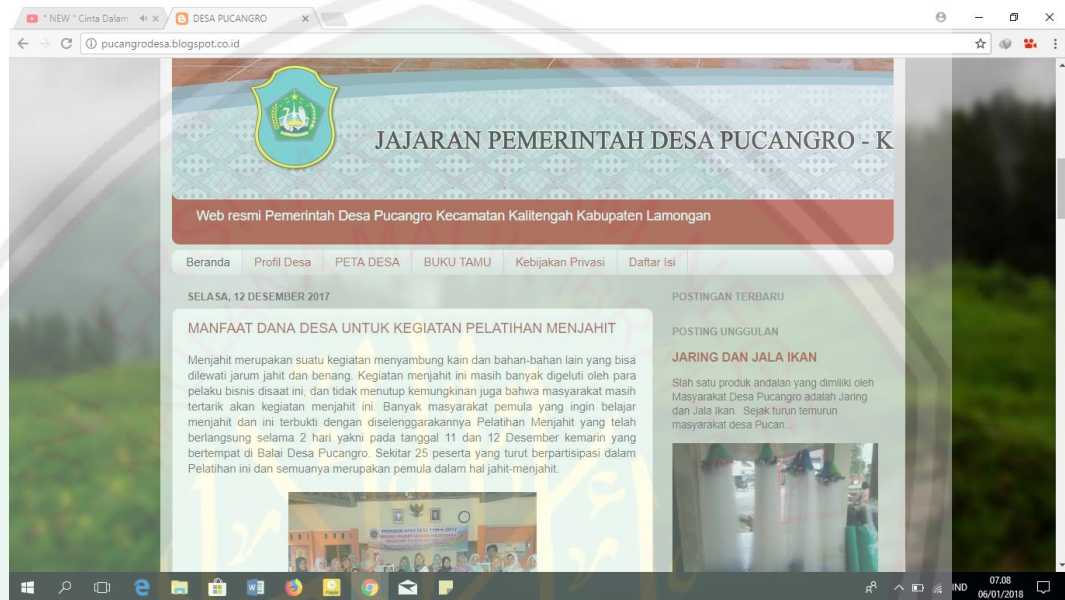 " NEW " Cinta Dalam
DESA PUCANGRO
pucangrodesa.blogspot.co.id
JAJARAN PEMERINTAH DESA PUCANGRO - K
Web resmi Pemerintah Desa Pucangro Kecamatan Kalitengah Kabupaten Lamongan
Beranda Profil Desa PETA DESA BUKU TAMU Kebijakan Privasi Daftar Isi
SELASA, 12 DESEMBER 2017
MANFAAT DANA DESA UNTUK KEGIATAN PELATIHAN MENJAHIT
Menjahit merupakan suatu kegiatan menyambung kain dan bahan-bahan lain yang bisa
dilewati jarum jahit dan benang. Kegiatan menjahit ini masih banyak digeluti oleh para
pelaku bisnis disaat ini, dan tidak menutup kemungkinan juga bahwa masyarakat masih
tertarik akan kegiatan menjahit ini. Banyak masyarakat pemula yang ingin belajar
menjahit dan ini terbukti dengan diselenggarakannya Pelatihan Menjahit yang telah
berlangsung selama 2 hari yakni pada tanggal 11 dan 12 Desember kemarin yang
bertempat di Balai Desa Pucangro. Sekitar 25 peserta yang turut berpartisipasi dalam
Pelatihan ini dan semuanya merupakan pemula dalam hal jahit-menjahit.
POSTINGAN TERBARU
POSTING UNGGULAN
JARING DAN JALA IKAN
Slah satu produk andalan yang dimiliki oleh
Masyarakat Desa Pucangro adalah Jaring
dan Jala Ikan. Sejak turun temurun
masyarakat desa Pucan...
IND
07.08
06/01/2018